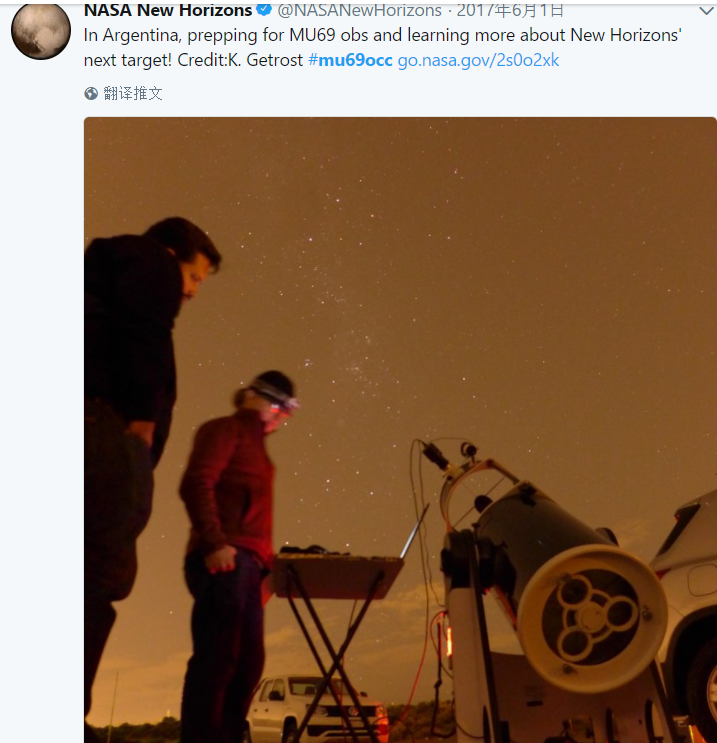 NASA New Horizons @NASANewHorizons · 2017年6月1日
In Argentina, prepping for MU69 obs and learning more about New Horizons'
next target! Credit:K. Getrost #mu69occ go.nasa.gov/2s0o2xk
翻译推文